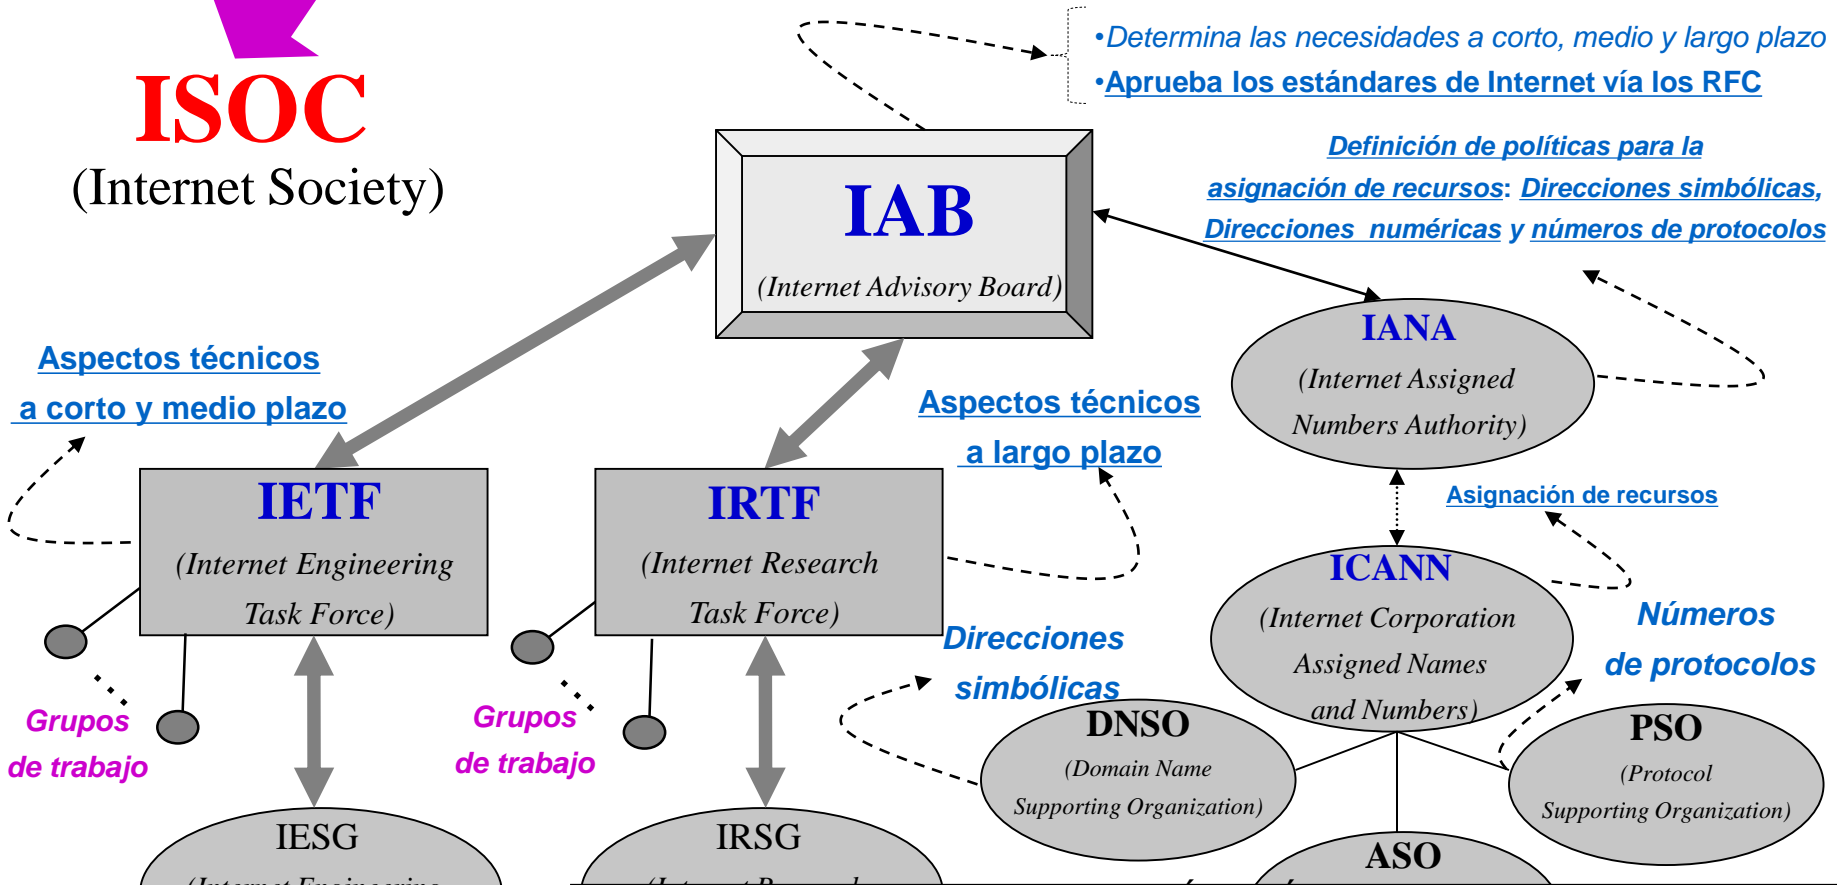 ISOC
(Internet Society)
•Determina las necesidades a corto, medio y largo plazo
•Aprueba los estándares de Internet vía los RFC
IAB
(Internet Advisory Board)
Definición de políticas para la
asignación de recursos: Direcciones simbólicas,
Direcciones numéricas y números de protocolos
IANA
(Internet Assigned
Numbers Authority)
Aspectos técnicos
a corto y medio plazo
IETF
(Internet Engineering
Task Force)
Grupos
de trabajo
Aspectos técnicos
a largo plazo
IRTF
(Internet Research
Task Force)
Grupos
de trabajo
Asignación de recursos
ICANN
(Internet Corporation
Assigned Names
and Numbers)
Direcciones
simbólicas
Números
de protocolos
DNSO
(Domain Name
Supporting Organization)
PSO
(Protocol
Supporting Organization)
ASO
IESG
(Internet Engineering
IRSG
(Internet Research